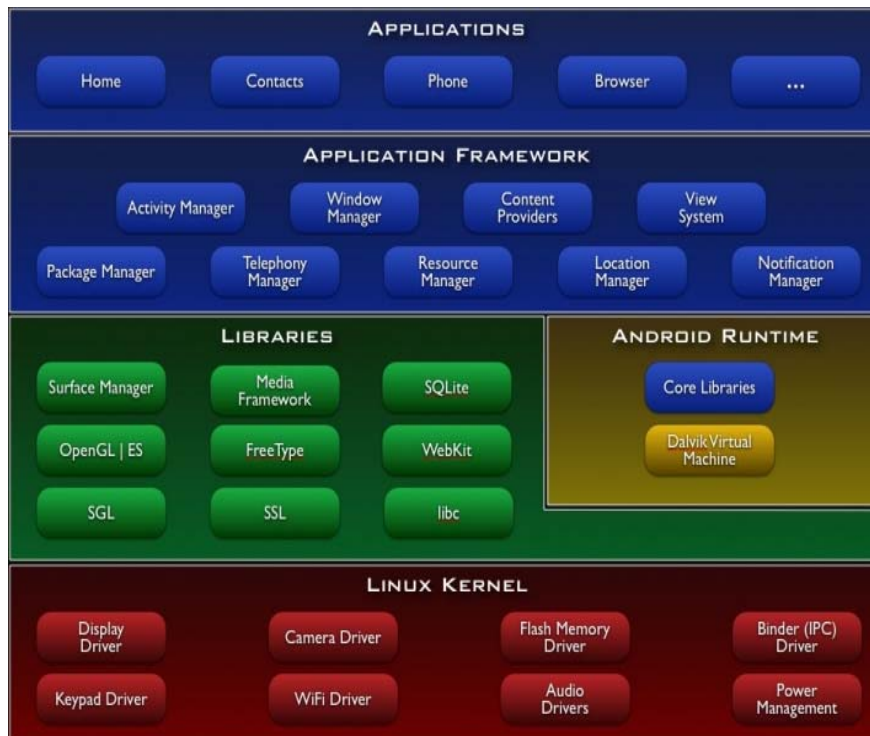 APPLICATIONS
Home
Contacts
Phone
Browser
...
APPLICATION FRAMEWORK
Activity Manager
Window
Manager
Content
Providers
View
System
Package Manager
Telephony
Manager
Resource
Manager
Location
Manager
Notification
Manager
LIBRARIES
Surface Manager
Media
Framework
SQLite
OpenGL | ES
FreeType
WebKit
SGL
SSL
libc
ANDROID RUNTIME
Core Libraries
Dalvik Virtual
Machine
LINUX KERNEL
Display
Driver
Camera Driver
Flash Memory
Driver
Binder (IPC)
Driver
Keypad Driver
WiFi Driver
Audio
Drivers
Power
Management